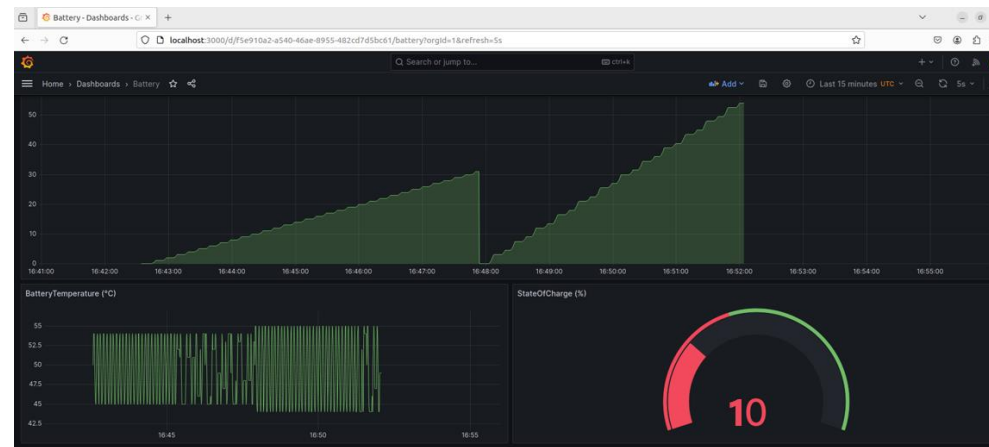 Battery - Dashboards - G
localhost:3000/d/f5e910a2-a540-46ae-8955-482cd7d5bc61/battery?orgId=1&refresh=5s
Search or jump to... ctrl+k
Home › Dashboards › Battery Add Last 15 minutes UTC 5s
50
40
30
20
10
0
16:41:00 16:42:00 16:43:00 16:44:00 16:45:00 16:46:00 16:47:00 16:48:00 16:49:00 16:50:00 16:51:00 16:52:00 16:53:00 16:54:00 16:55:00
BatteryTemperature (°C) StateOfCharge (%)
55
52.5
50
47.5
45
42.5
16:45 16:50 16:55
10